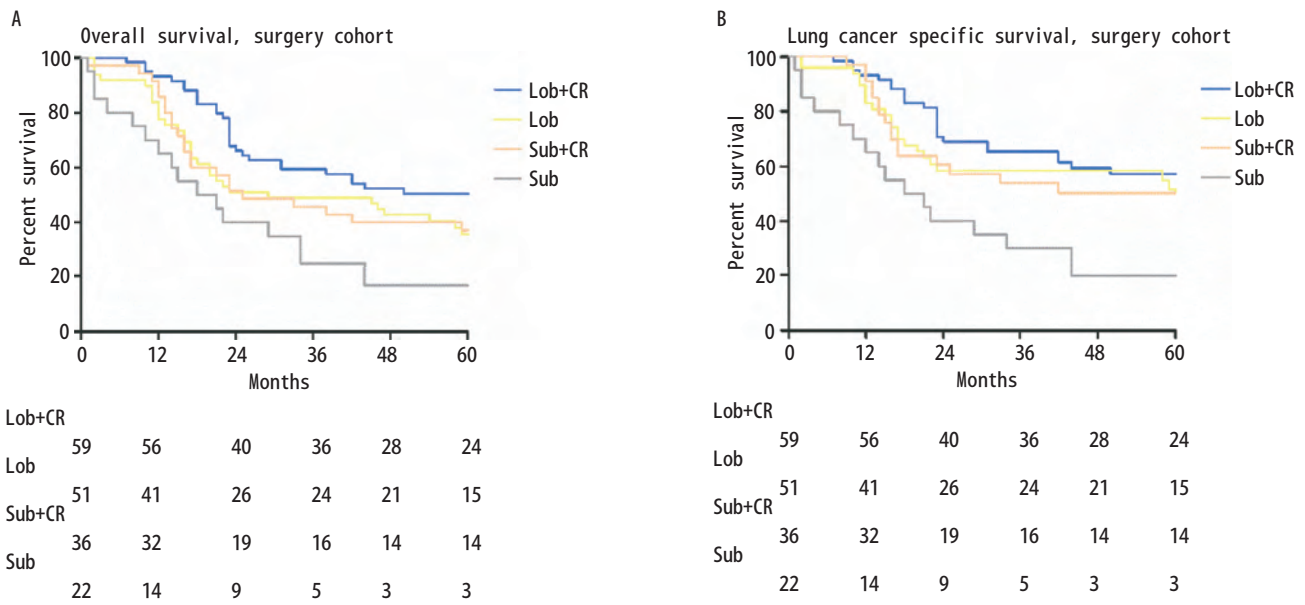 A
Overall survival, surgery cohort
Percent survival
100
80
60
40
20
0
0 12 24 36 48 60
Months
Lob+CR
Lob
Sub+CR
Sub
Lob+CR
59 56 40 36 28 24
Lob
51 41 26 24 21 15
Sub+CR
36 32 19 16 14 14
Sub
22 14 9 5 3 3
B
Lung cancer specific survival, surgery cohort
Percent survival
100
80
60
40
20
0
0 12 24 36 48 60
Months
Lob+CR
Lob
Sub+CR
Sub
Lob+CR
59 56 40 36 28 24
Lob
51 41 26 24 21 15
Sub+CR
36 32 19 16 14 14
Sub
22 14 9 5 3 3